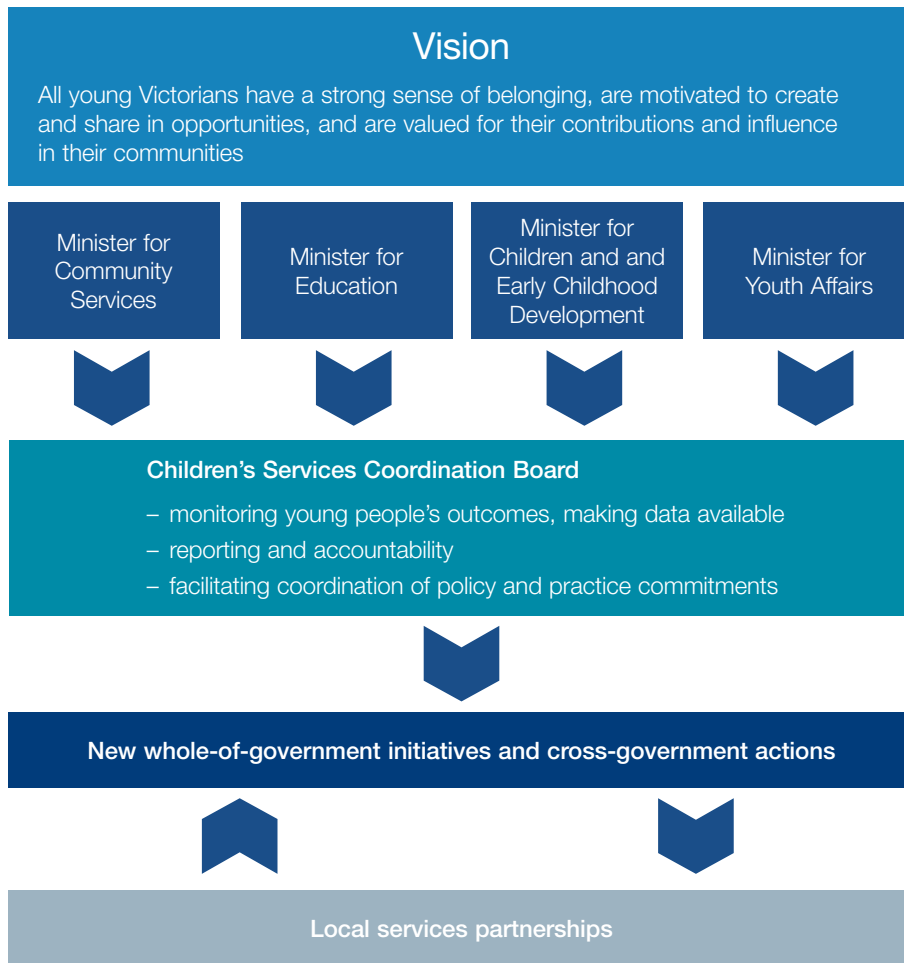 Vision
All young Victorians have a strong sense of belonging, are motivated to create
and share in opportunities, and are valued for their contributions and influence
in their communities
Minister for
Community
Services
Minister for
Education
Minister for
Children and and
Early Childhood
Development
Minister for
Youth Affairs
Children’s Services Coordination Board
– monitoring young people’s outcomes, making data available
– reporting and accountability
– facilitating coordination of policy and practice commitments
New whole-of-government initiatives and cross-government actions
Local services partnerships